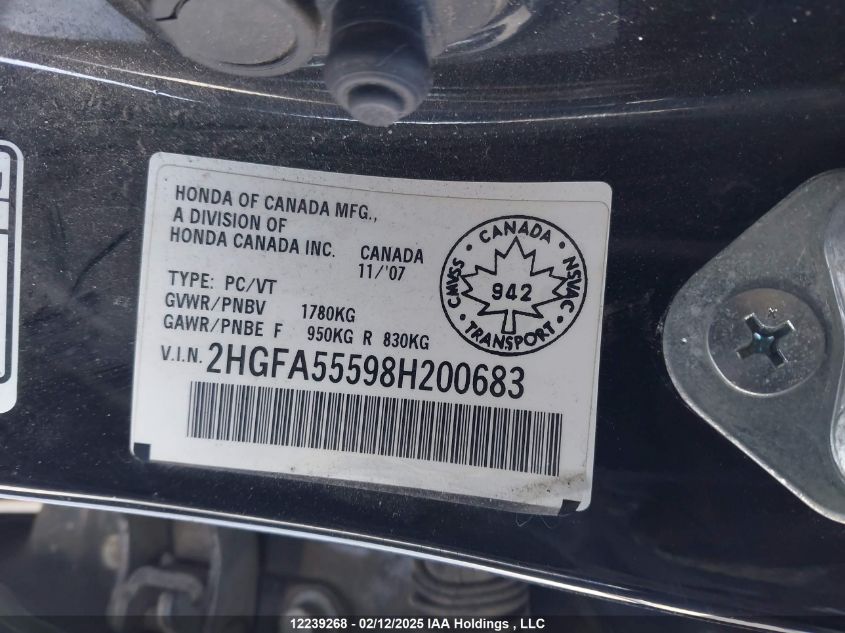 HONDA OF CANADA MFG.,
A DIVISION OF
HONDA CANADA INC. CANADA
11/'07
TYPE: PC/VT
GVWR/PNBV 1780KG
GAWR/PNBE F 950KG R 830KG
V.I.N. 2HGFA55598H200683
CANADA · NSVAC · TRANSPORT · CMVSS ·
942
12239268 - 02/12/2025 IAA Holdings , LLC